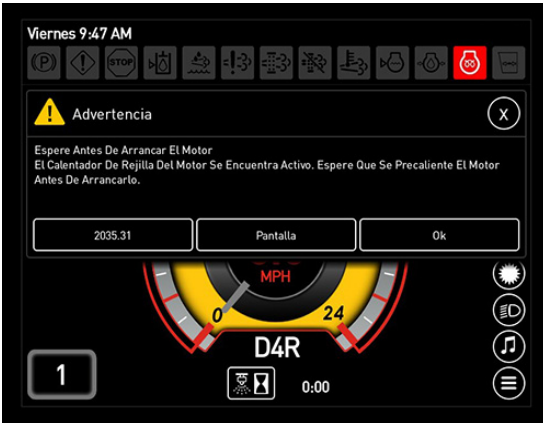 Viernes 9:47 AM
STOP
Advertencia
X
Espere Antes De Arrancar El Motor
El Calentador De Rejilla Del Motor Se Encuentra Activo. Espere Que Se Precaliente El Motor
Antes De Arrancarlo.
2035.31 Pantalla Ok
MPH
0 24
D4R
1
0:00